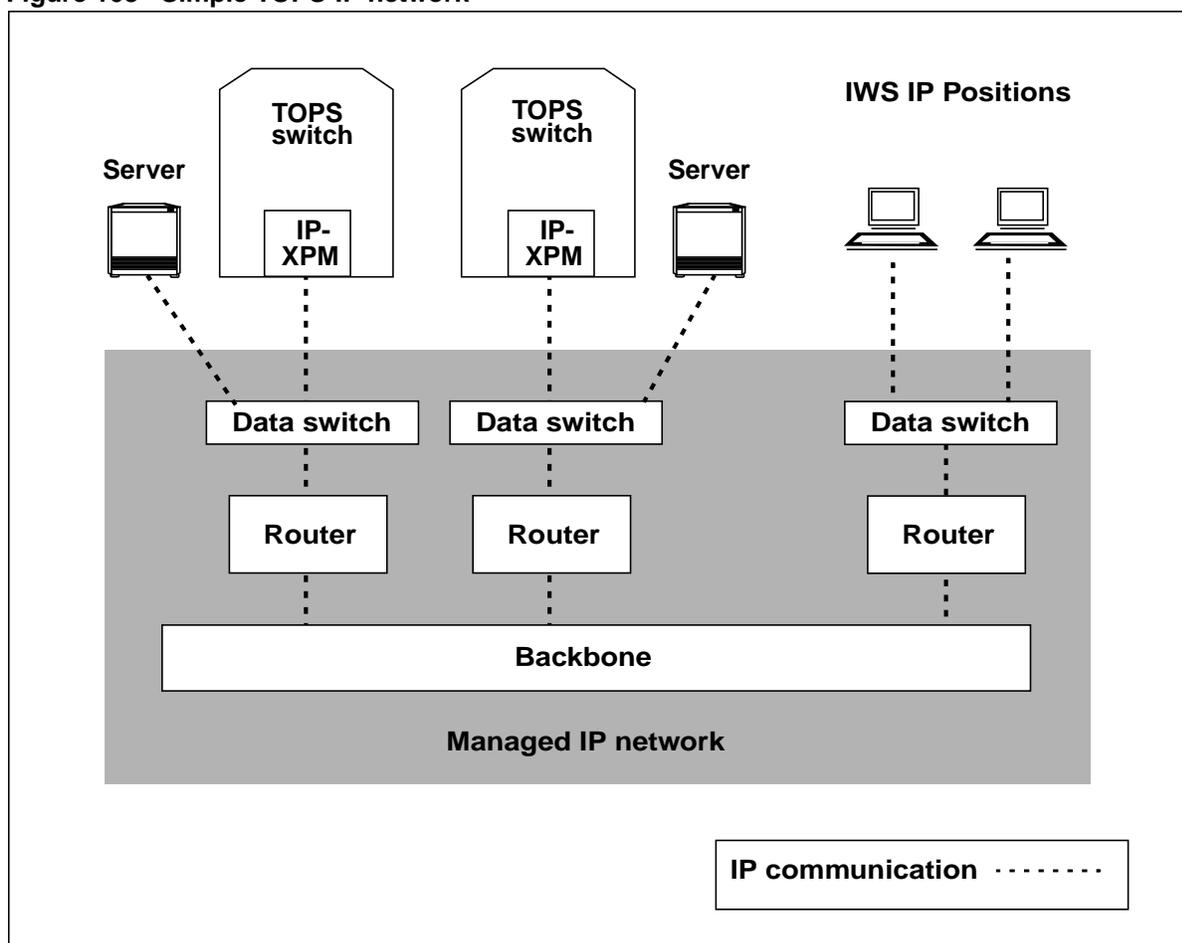 IWS IP Positions
TOPS
switch
TOPS
switch
Server
Server
IP-
XPM
IP-
XPM
Data switch
Data switch
Data switch
Router
Router
Router
Backbone
Managed IP network
IP communication